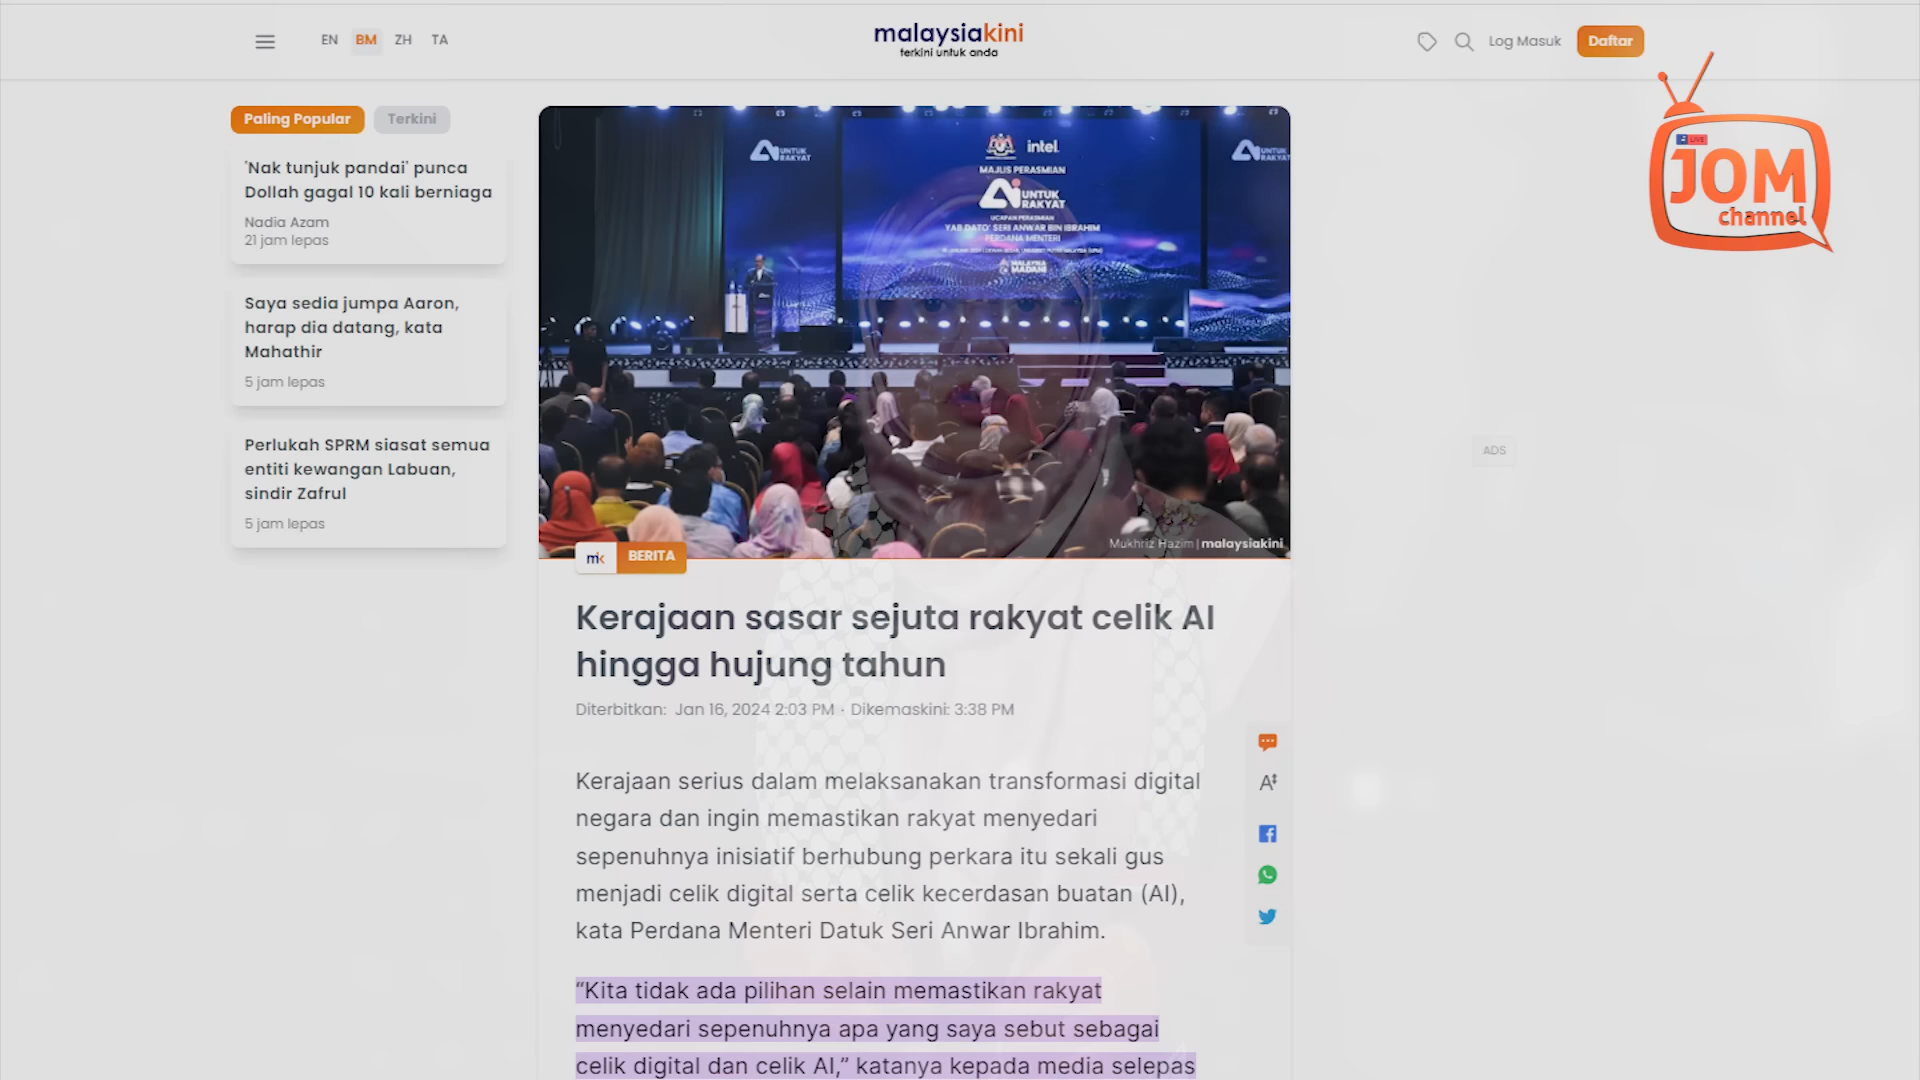 EN BM ZH TA
malaysiakini
terkini untuk anda
Log Masuk
Daftar
LIVE
JOM
channel
Paling Popular
Terkini
'Nak tunjuk pandai' punca
Dollah gagal 10 kali berniaga
Nadia Azam
21 jam lepas
Saya sedia jumpa Aaron,
harap dia datang, kata
Mahathir
5 jam lepas
Perlukah SPRM siasat semua
entiti kewangan Labuan,
sindir Zafrul
5 jam lepas
AI UNTUK
RAKYAT
intel.
MAJLIS PERASMIAN
AI UNTUK
RAKYAT
UCAPAN PERASMIAN
YAB DATO' SERI ANWAR BIN IBRAHIM
PERDANA MENTERI
MALAYSIA
MADANI
AI UNTUK
RAKYAT
Mukhriz Hazim | malaysiakini
ADS
mk BERITA
Kerajaan sasar sejuta rakyat celik AI
hingga hujung tahun
Diterbitkan: Jan 16, 2024 2:03 PM · Dikemaskini: 3:38 PM
Kerajaan serius dalam melaksanakan transformasi digital
negara dan ingin memastikan rakyat menyedari
sepenuhnya inisiatif berhubung perkara itu sekali gus
menjadi celik digital serta celik kecerdasan buatan (AI),
kata Perdana Menteri Datuk Seri Anwar Ibrahim.
“Kita tidak ada pilihan selain memastikan rakyat
menyedari sepenuhnya apa yang saya sebut sebagai
celik digital dan celik AI,” katanya kepada media selepas